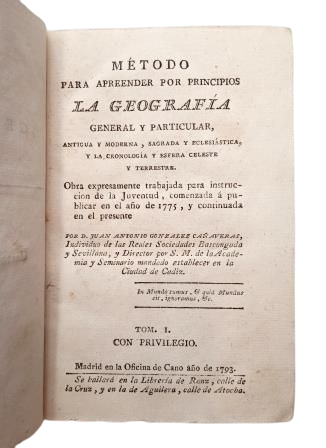 MÉTODO
PARA APREENDER POR PRINCIPIOS
LA GEOGRAFÍA
GENERAL Y PARTICULAR,
ANTIGUA Y MODERNA, SAGRADA Y ECLESIÁSTICA,
Y LA CRONOLOGÍA Y ESFERA CELESTE
Y TERRESTRE.
Obra expresamente trabajada para instruc-
cion de la Juventud, comenzada á pu-
blicar en el año de 1775, y continuada
en el presente
POR D. JUAN ANTONIO GONZALEZ CAÑAVERAS,
Individuo de las Reales Sociedades Bascongada
y Sevillana, y Director por S. M. de la Acade-
mia y Seminario mandado establecer en la
Ciudad de Cadiz.
In Mundo sumus, & quid Mundus
sit, ignoramus, &c.
TOM. I.
CON PRIVILEGIO.
Madrid en la Oficina de Cano año de 1793.
Se hallará en la Librería de Ranz, calle de
la Cruz, y en la de Aguilera, calle de Atocha.